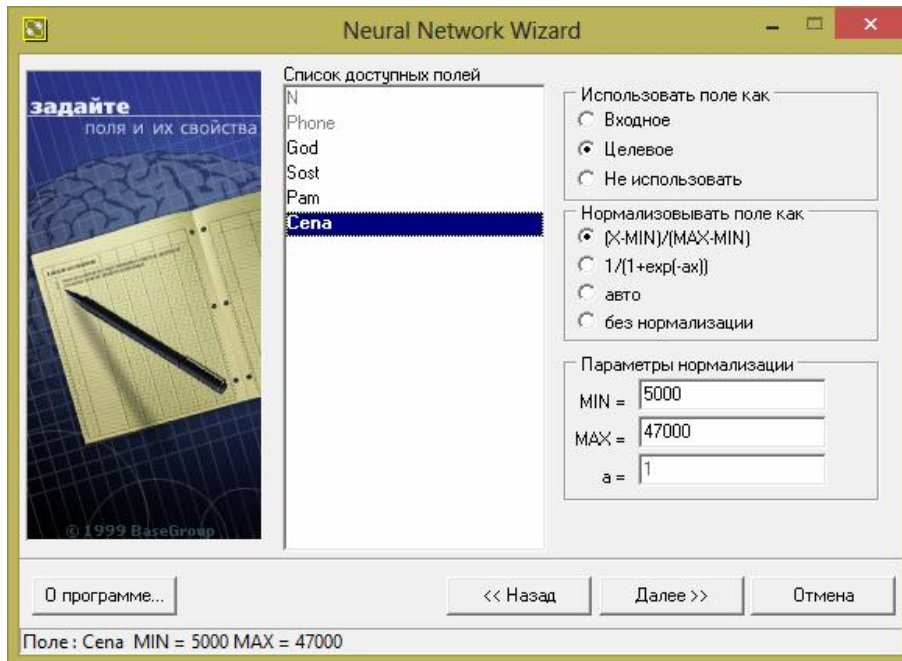 Neural Network Wizard
задайте
поля и их свойства
© 1999 BaseGroup
Список доступных полей
N
Phone
God
Sost
Pam
Cena
Использовать поле как
Входное
Целевое
Не использовать
Нормализовывать поле как
(X-MIN)/(MAX-MIN)
1/(1+exp(-ax))
авто
без нормализации
Параметры нормализации
MIN = 5000
MAX = 47000
a = 1
О программе...
<< Назад
Далее >>
Отмена
Поле : Cena MIN = 5000 MAX = 47000